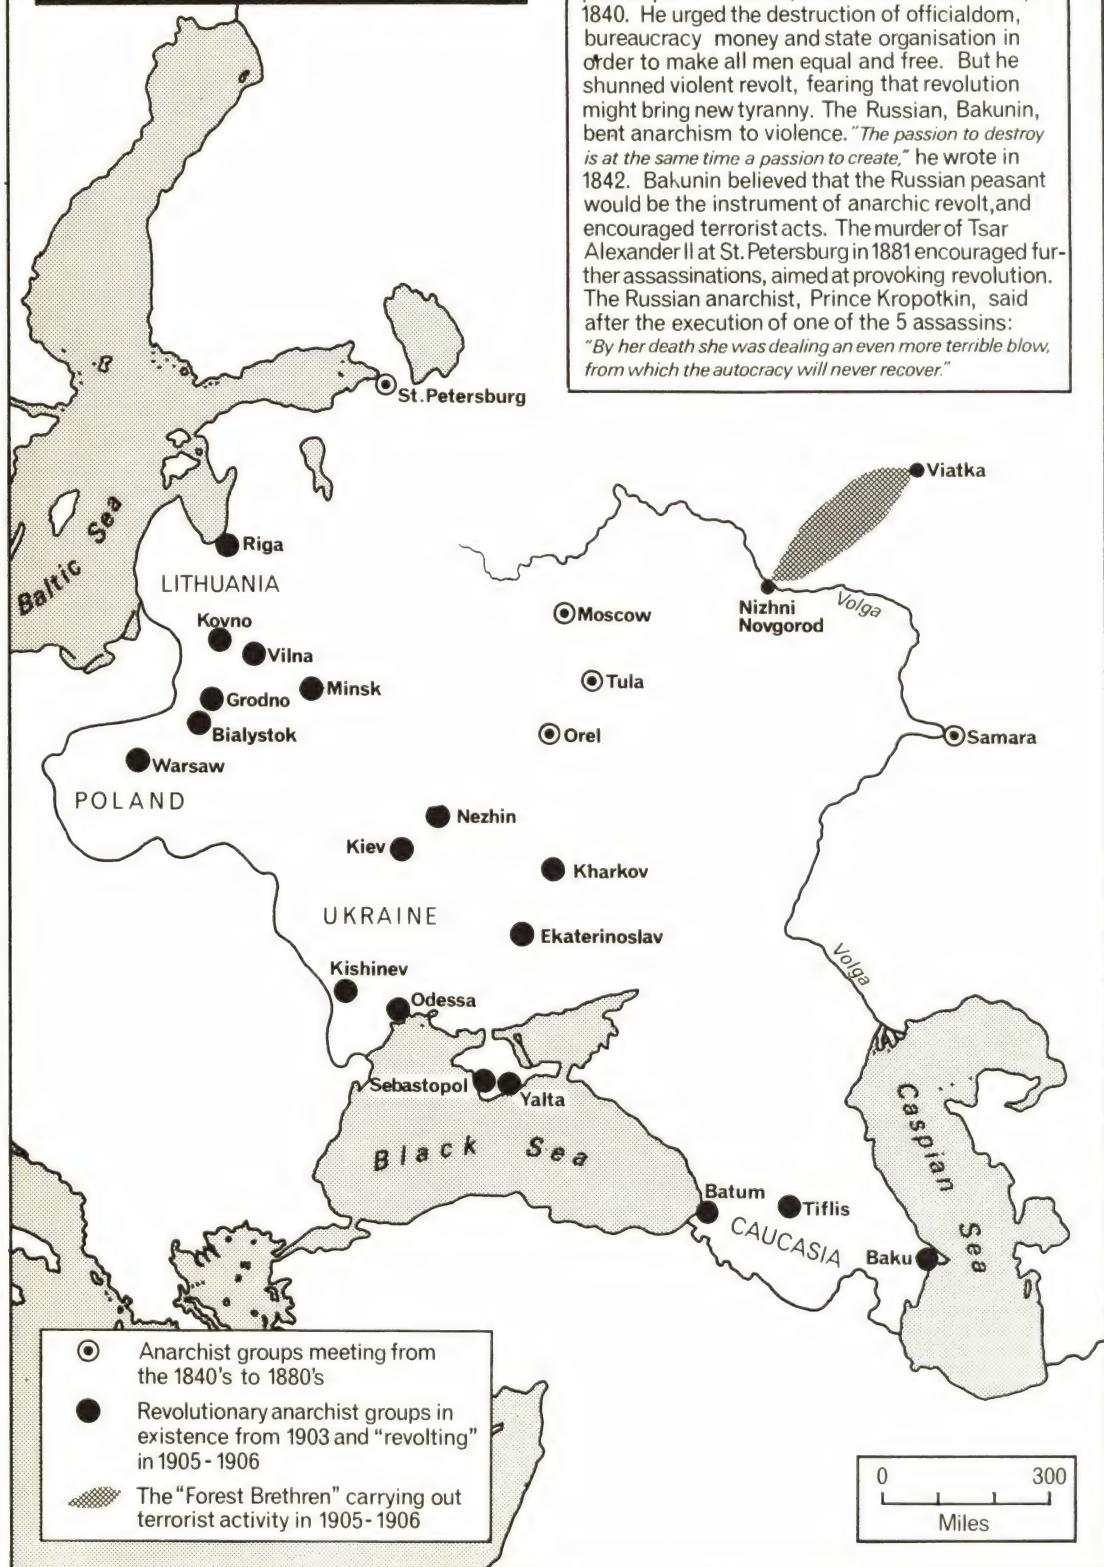 1840. He urged the destruction of officialdom,
bureaucracy money and state organisation in
order to make all men equal and free. But he
shunned violent revolt, fearing that revolution
might bring new tyranny. The Russian, Bakunin,
bent anarchism to violence. "The passion to destroy
is at the same time a passion to create," he wrote in
1842. Bakunin believed that the Russian peasant
would be the instrument of anarchic revolt, and
encouraged terrorist acts. The murder of Tsar
Alexander II at St. Petersburg in 1881 encouraged fur-
ther assassinations, aimed at provoking revolution.
The Russian anarchist, Prince Kropotkin, said
after the execution of one of the 5 assassins:
"By her death she was dealing an even more terrible blow,
from which the autocracy will never recover."
St. Petersburg
Viatka
Baltic Sea
Riga
LITHUANIA
Kovno
Vilna
Moscow
Nizhni
Novgorod
Volga
Grodno
Minsk
Tula
Bialystok
Orel
Samara
Warsaw
POLAND
Nezhin
Kiev
Kharkov
UKRAINE
Ekaterinoslav
Volga
Kishinev
Odessa
Sebastopol
Yalta
Black Sea
Caspian Sea
Batum
Tiflis
CAUCASIA
Baku
Anarchist groups meeting from
the 1840's to 1880's
Revolutionary anarchist groups in
existence from 1903 and "revolting"
in 1905 - 1906
The "Forest Brethren" carrying out
terrorist activity in 1905 - 1906
0 300
Miles